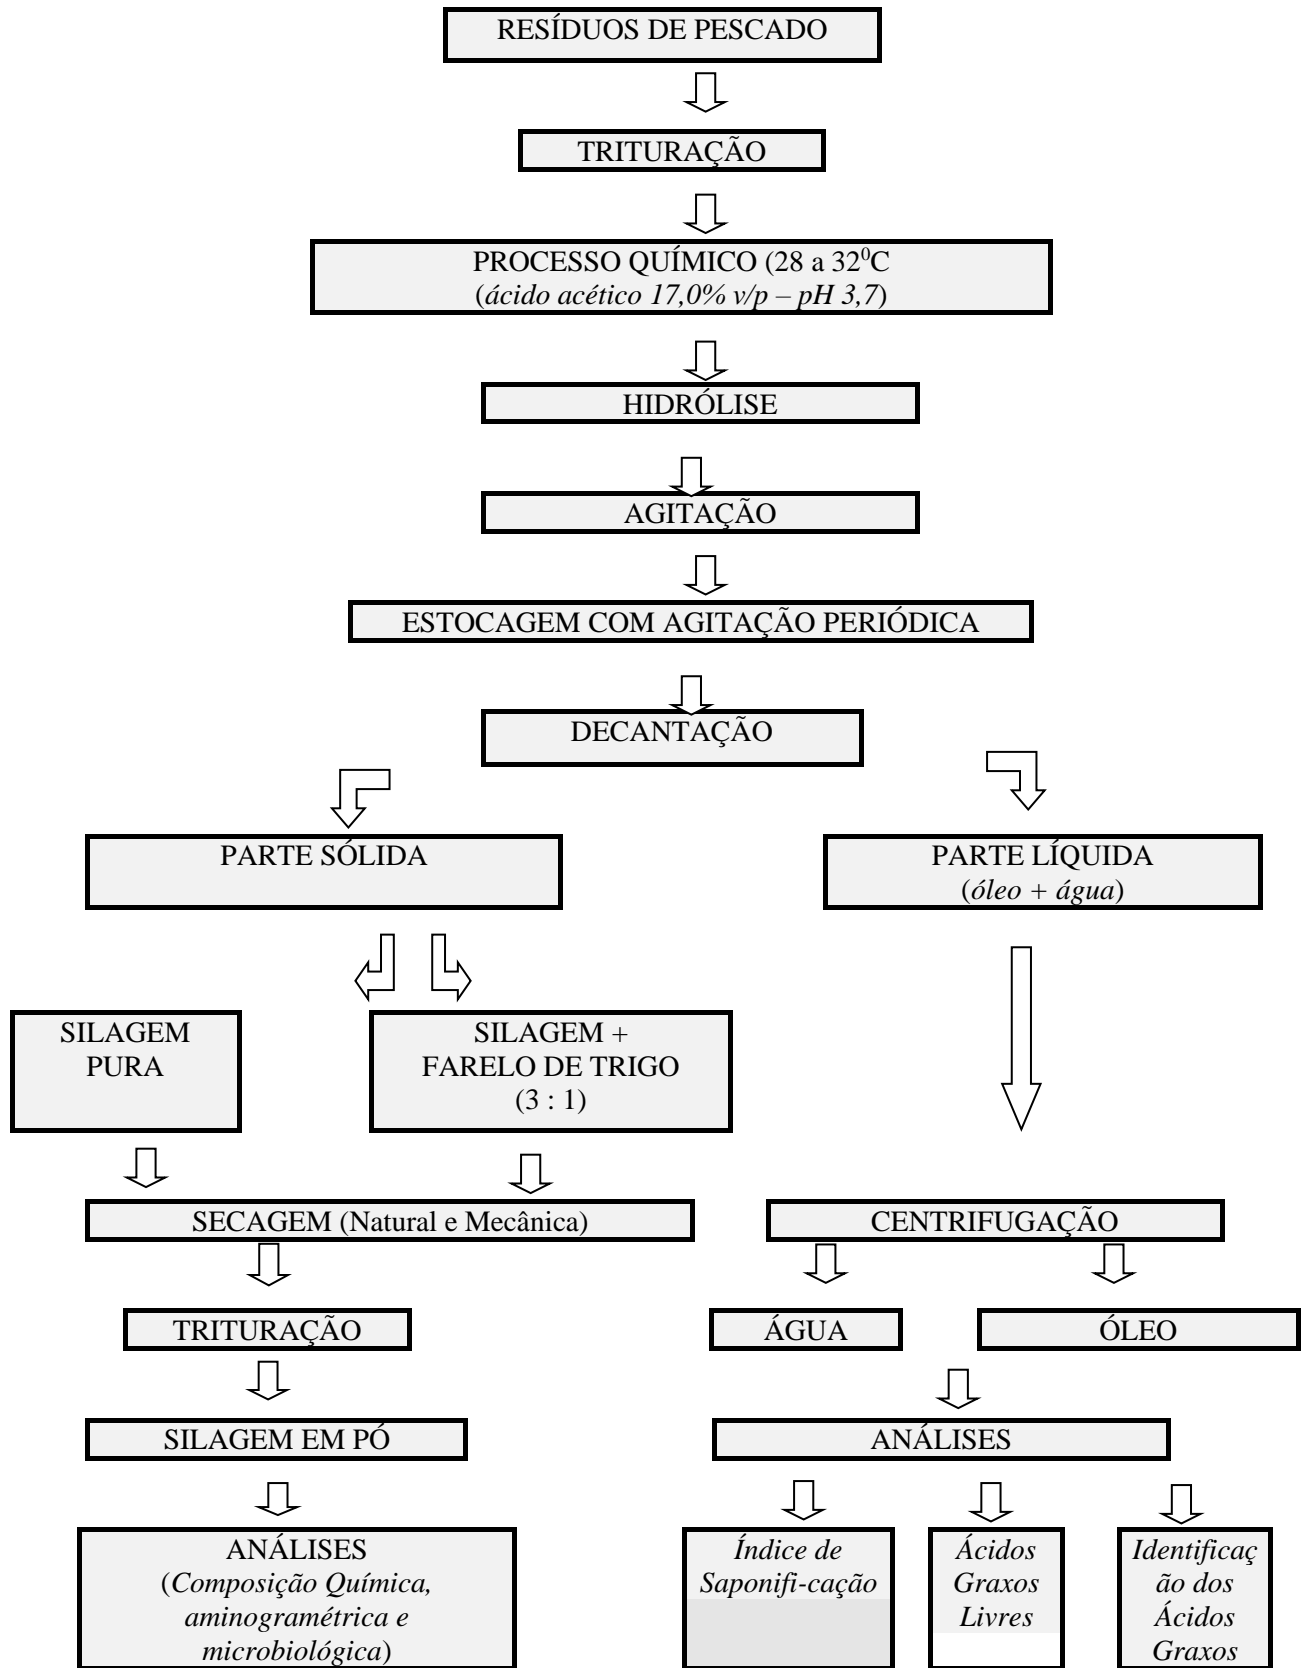 RESÍDUOS DE PESCADO
TRITURAÇÃO
PROCESSO QUÍMICO (28 a 32⁰C
(ácido acético 17,0% v/p – pH 3,7)
HIDRÓLISE
AGITAÇÃO
ESTOCAGEM COM AGITAÇÃO PERIÓDICA
DECANTAÇÃO
PARTE SÓLIDA
PARTE LÍQUIDA
(óleo + água)
SILAGEM
PURA
SILAGEM +
FARELO DE TRIGO
(3 : 1)
SECAGEM (Natural e Mecânica)
CENTRIFUGAÇÃO
TRITURAÇÃO
ÁGUA
ÓLEO
SILAGEM EM PÓ
ANÁLISES
ANÁLISES
(Composição Química,
aminogramétrica e
microbiológica)
Índice de
Saponifi-cação
Ácidos
Graxos
Livres
Identificaç
ão dos
Ácidos
Graxos